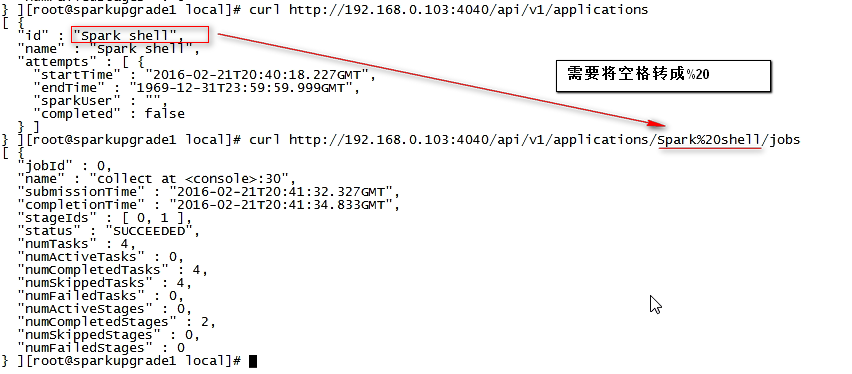 } ][root@sparkupgrade1 local]# curl http://192.168.0.103:4040/api/v1/applications
[ {
  "id" : "Spark shell",
  "name" : "Spark shell",
  "attempts" : [ {
    "startTime" : "2016-02-21T20:40:18.227GMT",
    "endTime" : "1969-12-31T23:59:59.999GMT",
    "sparkUser" : "",
    "completed" : false
  } ]
需要将空格转成%20
} ][root@sparkupgrade1 local]# curl http://192.168.0.103:4040/api/v1/applications/Spark%20shell/jobs
[ {
  "jobId" : 0,
  "name" : "collect at <console>:30",
  "submissionTime" : "2016-02-21T20:41:32.327GMT",
  "completionTime" : "2016-02-21T20:41:34.833GMT",
  "stageIds" : [ 0, 1 ],
  "status" : "SUCCEEDED",
  "numTasks" : 4,
  "numActiveTasks" : 0,
  "numCompletedTasks" : 4,
  "numSkippedTasks" : 4,
  "numFailedTasks" : 0,
  "numActiveStages" : 0,
  "numCompletedStages" : 2,
  "numSkippedStages" : 0,
  "numFailedStages" : 0
} ][root@sparkupgrade1 local]#